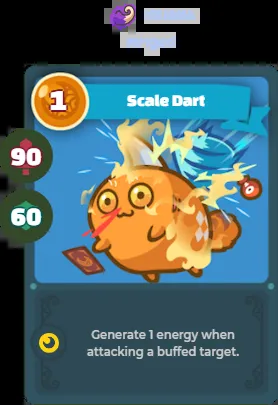 1
Scale Dart
90
60
Generate 1 energy when
attacking a buffed target.